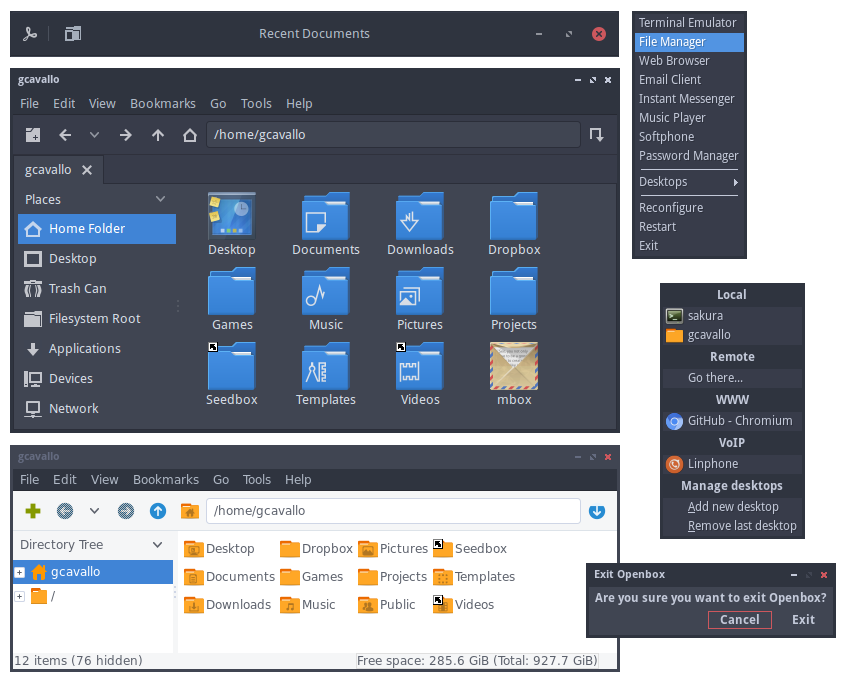 Recent Documents
gcavallo
File Edit View Bookmarks Go Tools Help
/home/gcavallo
gcavallo
Places
Home Folder
Desktop
Trash Can
Filesystem Root
Applications
Devices
Network
Desktop Documents Downloads Dropbox
Games Music Pictures Projects
Seedbox Templates Videos mbox
gcavallo
File Edit View Bookmarks Go Tools Help
/home/gcavallo
Directory Tree
gcavallo
/
Desktop Dropbox Pictures Seedbox
Documents Games Projects Templates
Downloads Music Public Videos
12 items (76 hidden) Free space: 285.6 GiB (Total: 927.7 GiB)
Terminal Emulator
File Manager
Web Browser
Email Client
Instant Messenger
Music Player
Softphone
Password Manager
Desktops
Reconfigure
Restart
Exit
Local
sakura
gcavallo
Remote
Go there...
WWW
GitHub - Chromium
VoIP
Linphone
Manage desktops
Add new desktop
Remove last desktop
Exit Openbox
Are you sure you want to exit Openbox?
Cancel Exit